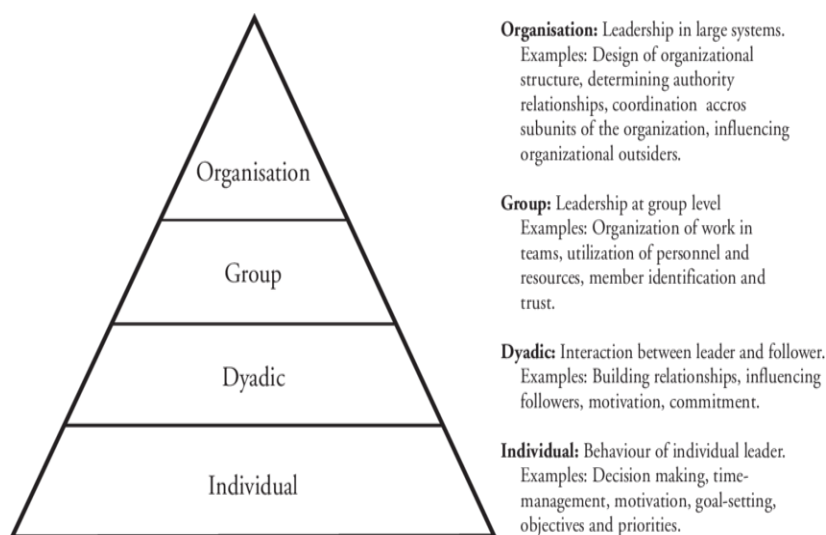 Organisation
Group
Dyadic
Individual
Organisation: Leadership in large systems.
Examples: Design of organizational
structure, determining authority
relationships, coordination accros
subunits of the organization, influencing
organizational outsiders.
Group: Leadership at group level
Examples: Organization of work in
teams, utilization of personnel and
resources, member identification and
trust.
Dyadic: Interaction between leader and follower.
Examples: Building relationships, influencing
followers, motivation, commitment.
Individual: Behaviour of individual leader.
Examples: Decision making, time-
management, motivation, goal-setting,
objectives and priorities.